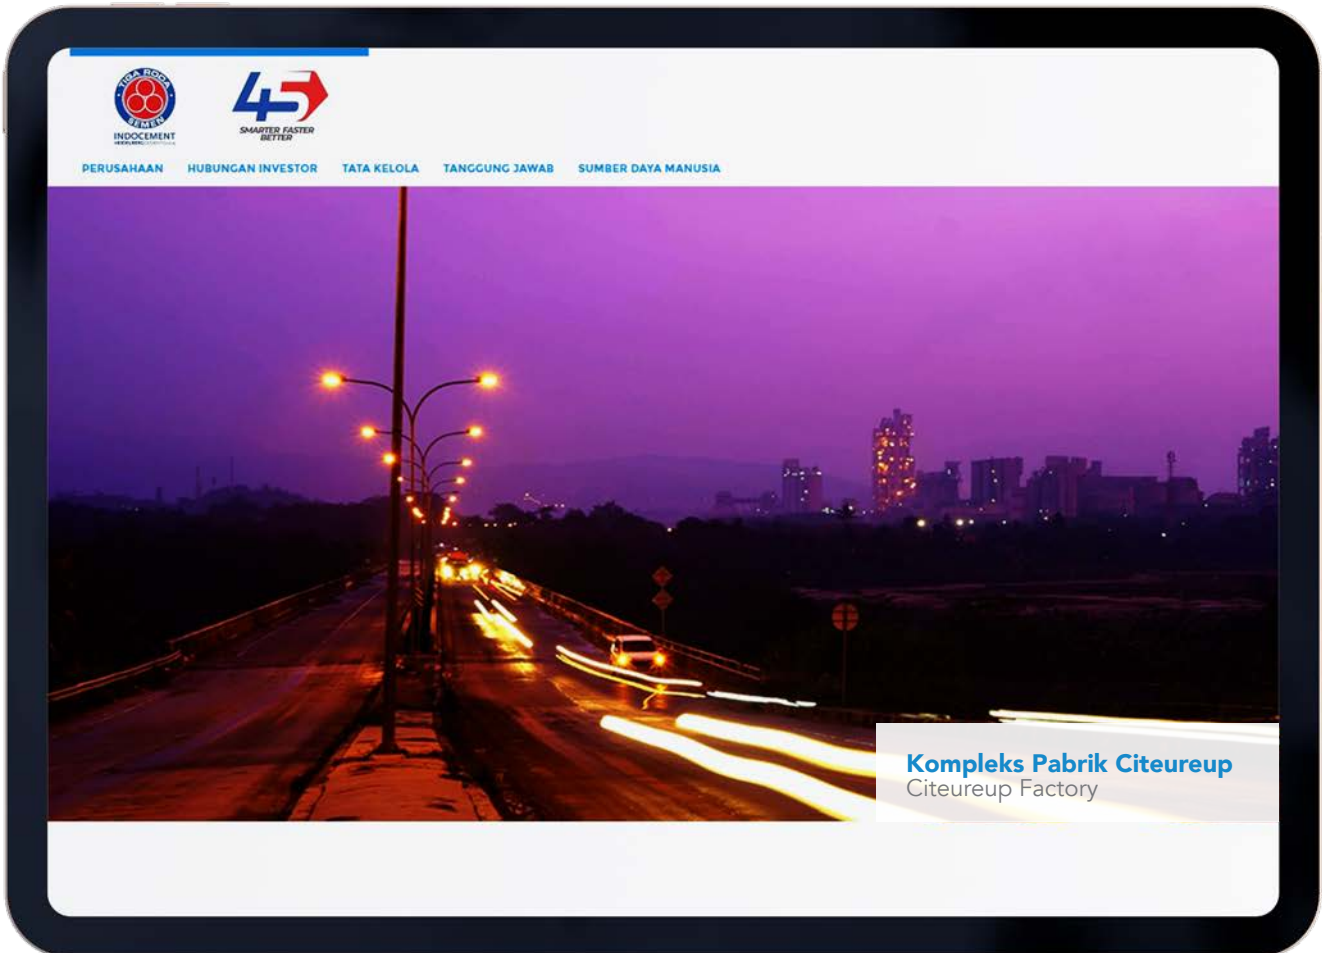 TIGA RODA
SEMEN
INDOCEMENT
45
SMARTER FASTER
BETTER
PERUSAHAAN HUBUNGAN INVESTOR TATA KELOLA TANGGUNG JAWAB SUMBER DAYA MANUSIA
Kompleks Pabrik Citeureup
Citeureup Factory